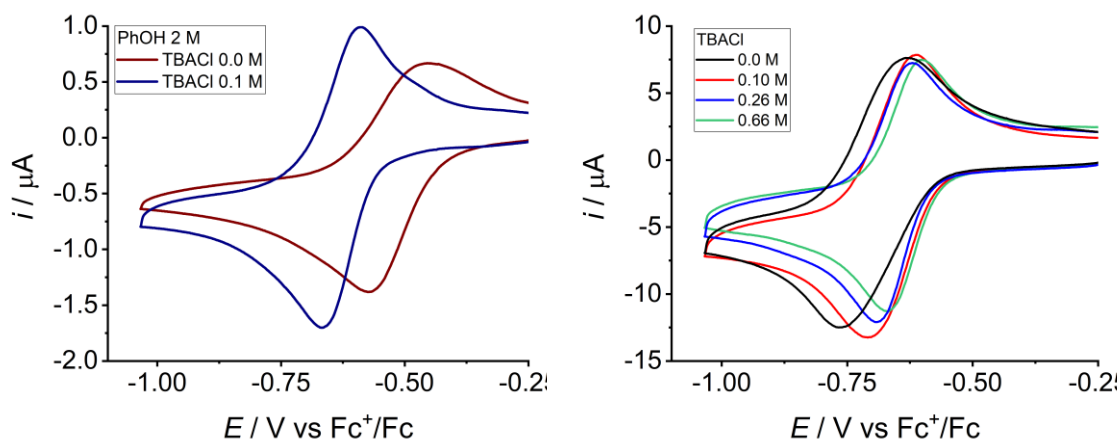 PhOH 2 M
TBACl 0.0 M
TBACl 0.1 M
1.0
0.5
0.0
-0.5
-1.0
-1.5
-2.0
i / μA
-1.00
-0.75
-0.50
-0.25
E / V vs Fc⁺/Fc
TBACl
0.0 M
0.10 M
0.26 M
0.66 M
10
5
0
-5
-10
-15
i / μA
-1.00
-0.75
-0.50
-0.25
E / V vs Fc⁺/Fc